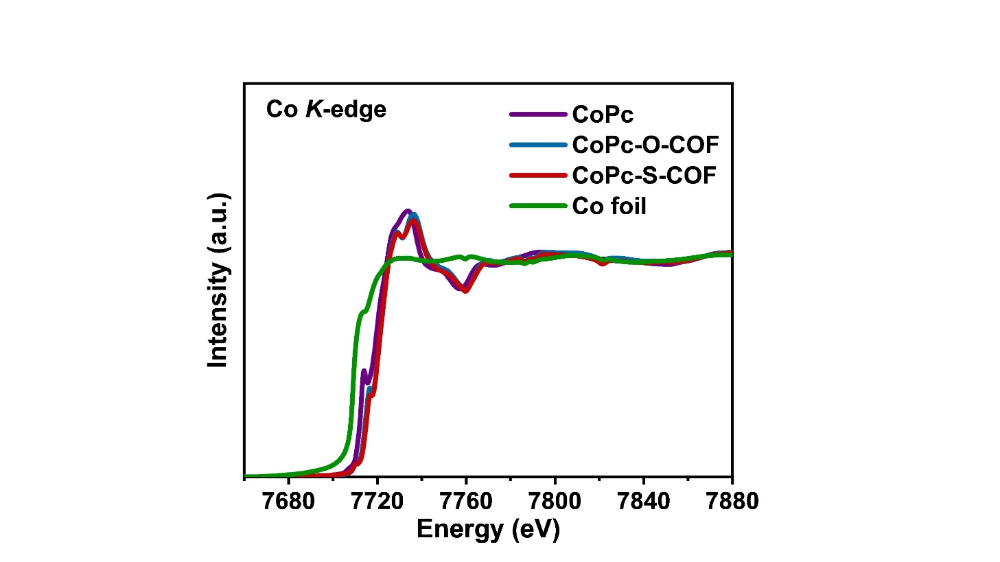 Co K-edge
CoPc
CoPc-O-COF
CoPc-S-COF
Co foil
Intensity (a.u.)
7680 7720 7760 7800 7840 7880
Energy (eV)